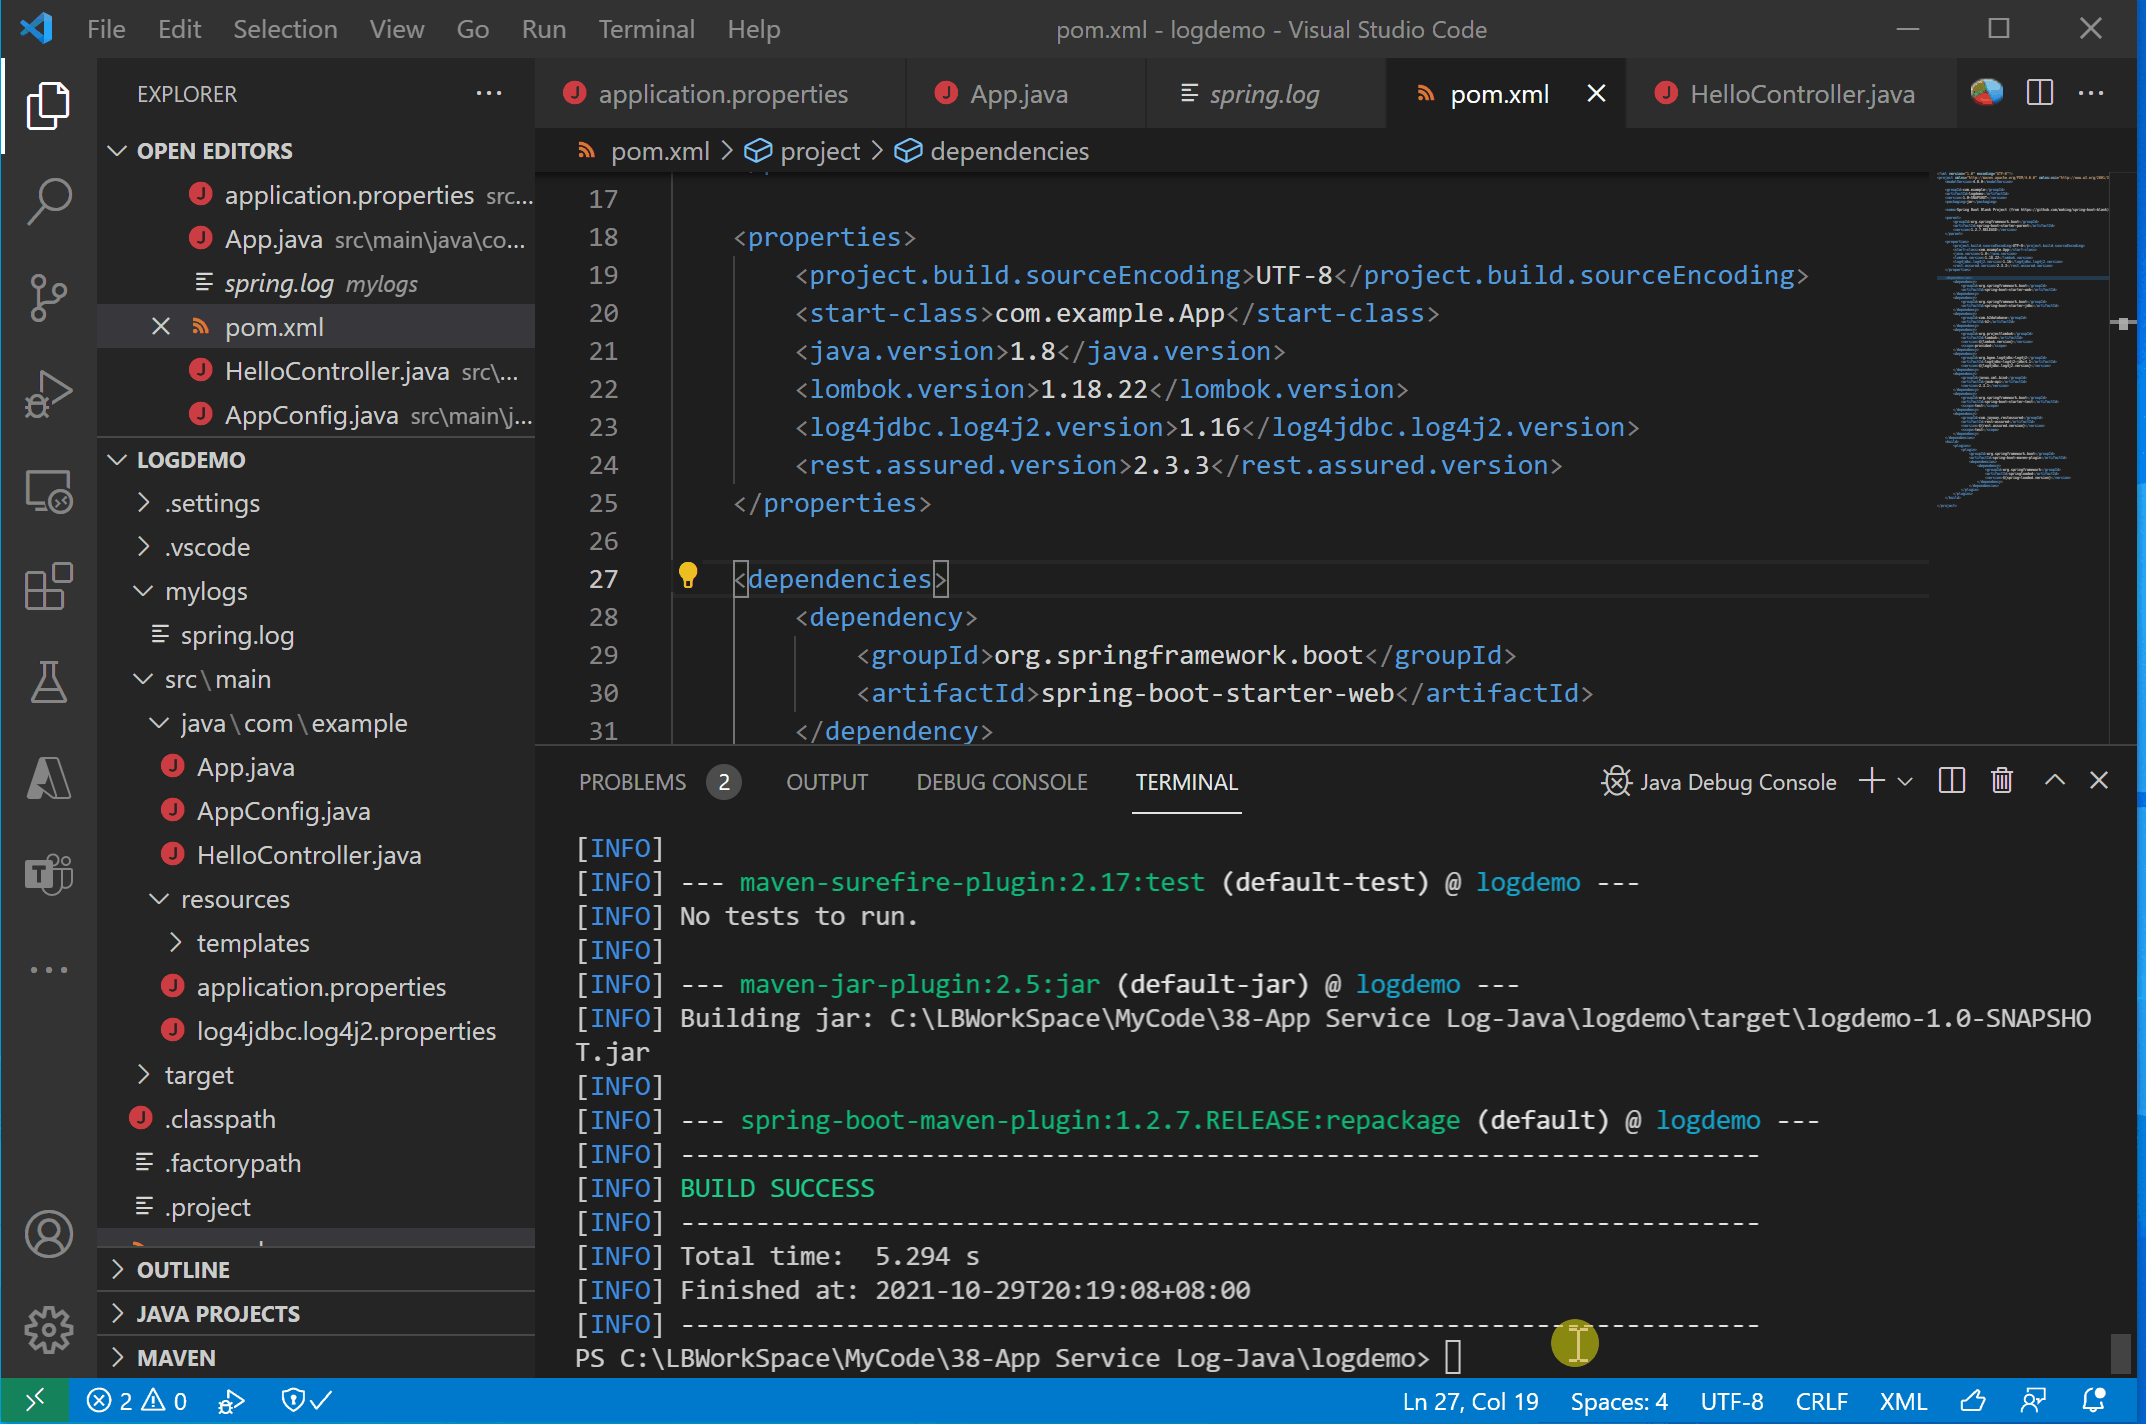 File Edit Selection View Go Run Terminal Help
pom.xml - logdemo - Visual Studio Code
EXPLORER
OPEN EDITORS
application.properties src...
App.java src\main\java\co...
spring.log mylogs
pom.xml
HelloController.java src\...
AppConfig.java src\main\j...
LOGDEMO
.settings
.vscode
mylogs
spring.log
src\main
java\com\example
App.java
AppConfig.java
HelloController.java
resources
templates
application.properties
log4jdbc.log4j2.properties
target
.classpath
.factorypath
.project
OUTLINE
JAVA PROJECTS
MAVEN
application.properties App.java spring.log pom.xml HelloController.java
pom.xml > project > dependencies
17
18 <properties>
19 <project.build.sourceEncoding>UTF-8</project.build.sourceEncoding>
20 <start-class>com.example.App</start-class>
21 <java.version>1.8</java.version>
22 <lombok.version>1.18.22</lombok.version>
23 <log4jdbc.log4j2.version>1.16</log4jdbc.log4j2.version>
24 <rest.assured.version>2.3.3</rest.assured.version>
25 </properties>
26
27 <dependencies>
28 <dependency>
29 <groupId>org.springframework.boot</groupId>
30 <artifactId>spring-boot-starter-web</artifactId>
31 </dependency>
PROBLEMS 2 OUTPUT DEBUG CONSOLE TERMINAL Java Debug Console
[INFO]
[INFO] --- maven-surefire-plugin:2.17:test (default-test) @ logdemo ---
[INFO] No tests to run.
[INFO]
[INFO] --- maven-jar-plugin:2.5:jar (default-jar) @ logdemo ---
[INFO] Building jar: C:\LBWorkSpace\MyCode\38-App Service Log-Java\logdemo\target\logdemo-1.0-SNAPSHO
T.jar
[INFO]
[INFO] --- spring-boot-maven-plugin:1.2.7.RELEASE:repackage (default) @ logdemo ---
[INFO] ------------------------------------------------------------------------
[INFO] BUILD SUCCESS
[INFO] ------------------------------------------------------------------------
[INFO] Total time:  5.294 s
[INFO] Finished at: 2021-10-29T20:19:08+08:00
[INFO] ------------------------------------------------------------------------
PS C:\LBWorkSpace\MyCode\38-App Service Log-Java\logdemo>
2 0 Ln 27, Col 19 Spaces: 4 UTF-8 CRLF XML